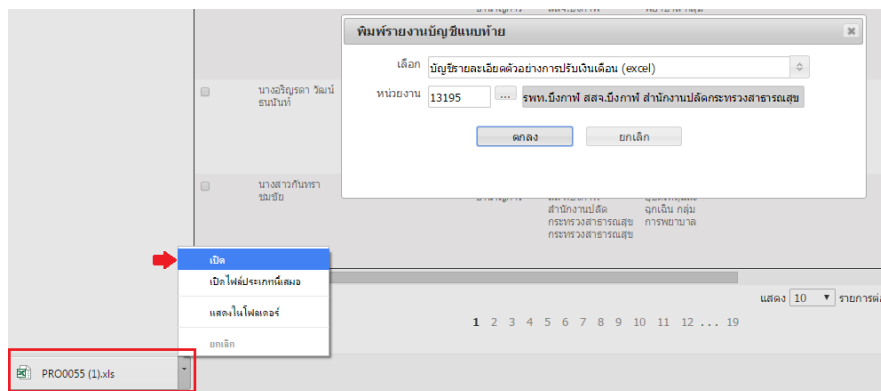 พิมพ์รายงานบัญชีแนบท้าย
เลือก บัญชีรายละเอียดตัวอย่างการปรับเงินเดือน (excel)
หน่วยงาน 13195 ... รพท.บึงกาฬ สสจ.บึงกาฬ สำนักงานปลัดกระทรวงสาธารณสุข
ตกลง ยกเลิก
นางอริญรดา วัฒน์
ธนนันท์
นางสาวกันทรา
ชมชัย
สำนักงานปลัด ฉุกเฉิน กลุ่ม
กระทรวงสาธารณสุข การพยาบาล
กระทรวงสาธารณสุข
เปิด
เปิดไฟล์ประเภทนี้เสมอ
แสดงในโฟลเดอร์
ยกเลิก
แสดง 10 รายการต่อ
1 2 3 4 5 6 7 8 9 10 11 12 ... 19
PRO0055 (1).xls